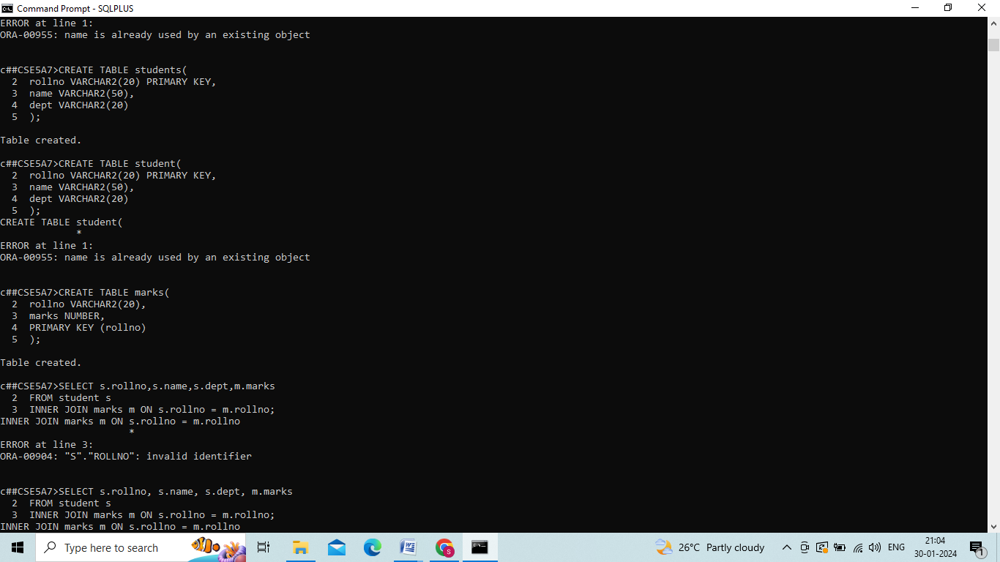 Command Prompt - SQLPLUS
ERROR at line 1:
ORA-00955: name is already used by an existing object
c##CSE5A7>CREATE TABLE students(
2 rollno VARCHAR2(20) PRIMARY KEY,
3 name VARCHAR2(50),
4 dept VARCHAR2(20)
5 );
Table created.
c##CSE5A7>CREATE TABLE student(
2 rollno VARCHAR2(20) PRIMARY KEY,
3 name VARCHAR2(50),
4 dept VARCHAR2(20)
5 );
CREATE TABLE student(
*
ERROR at line 1:
ORA-00955: name is already used by an existing object
c##CSE5A7>CREATE TABLE marks(
2 rollno VARCHAR2(20),
3 marks NUMBER,
4 PRIMARY KEY (rollno)
5 );
Table created.
c##CSE5A7>SELECT s.rollno,s.name,s.dept,m.marks
2 FROM student s
3 INNER JOIN marks m ON s.rollno = m.rollno;
INNER JOIN marks m ON s.rollno = m.rollno
*
ERROR at line 3:
ORA-00904: "S"."ROLLNO": invalid identifier
c##CSE5A7>SELECT s.rollno, s.name, s.dept, m.marks
2 FROM student s
3 INNER JOIN marks m ON s.rollno = m.rollno;
INNER JOIN marks m ON s.rollno = m.rollno
Type here to search
26°C Partly cloudy
ENG
21:04
30-01-2024
1